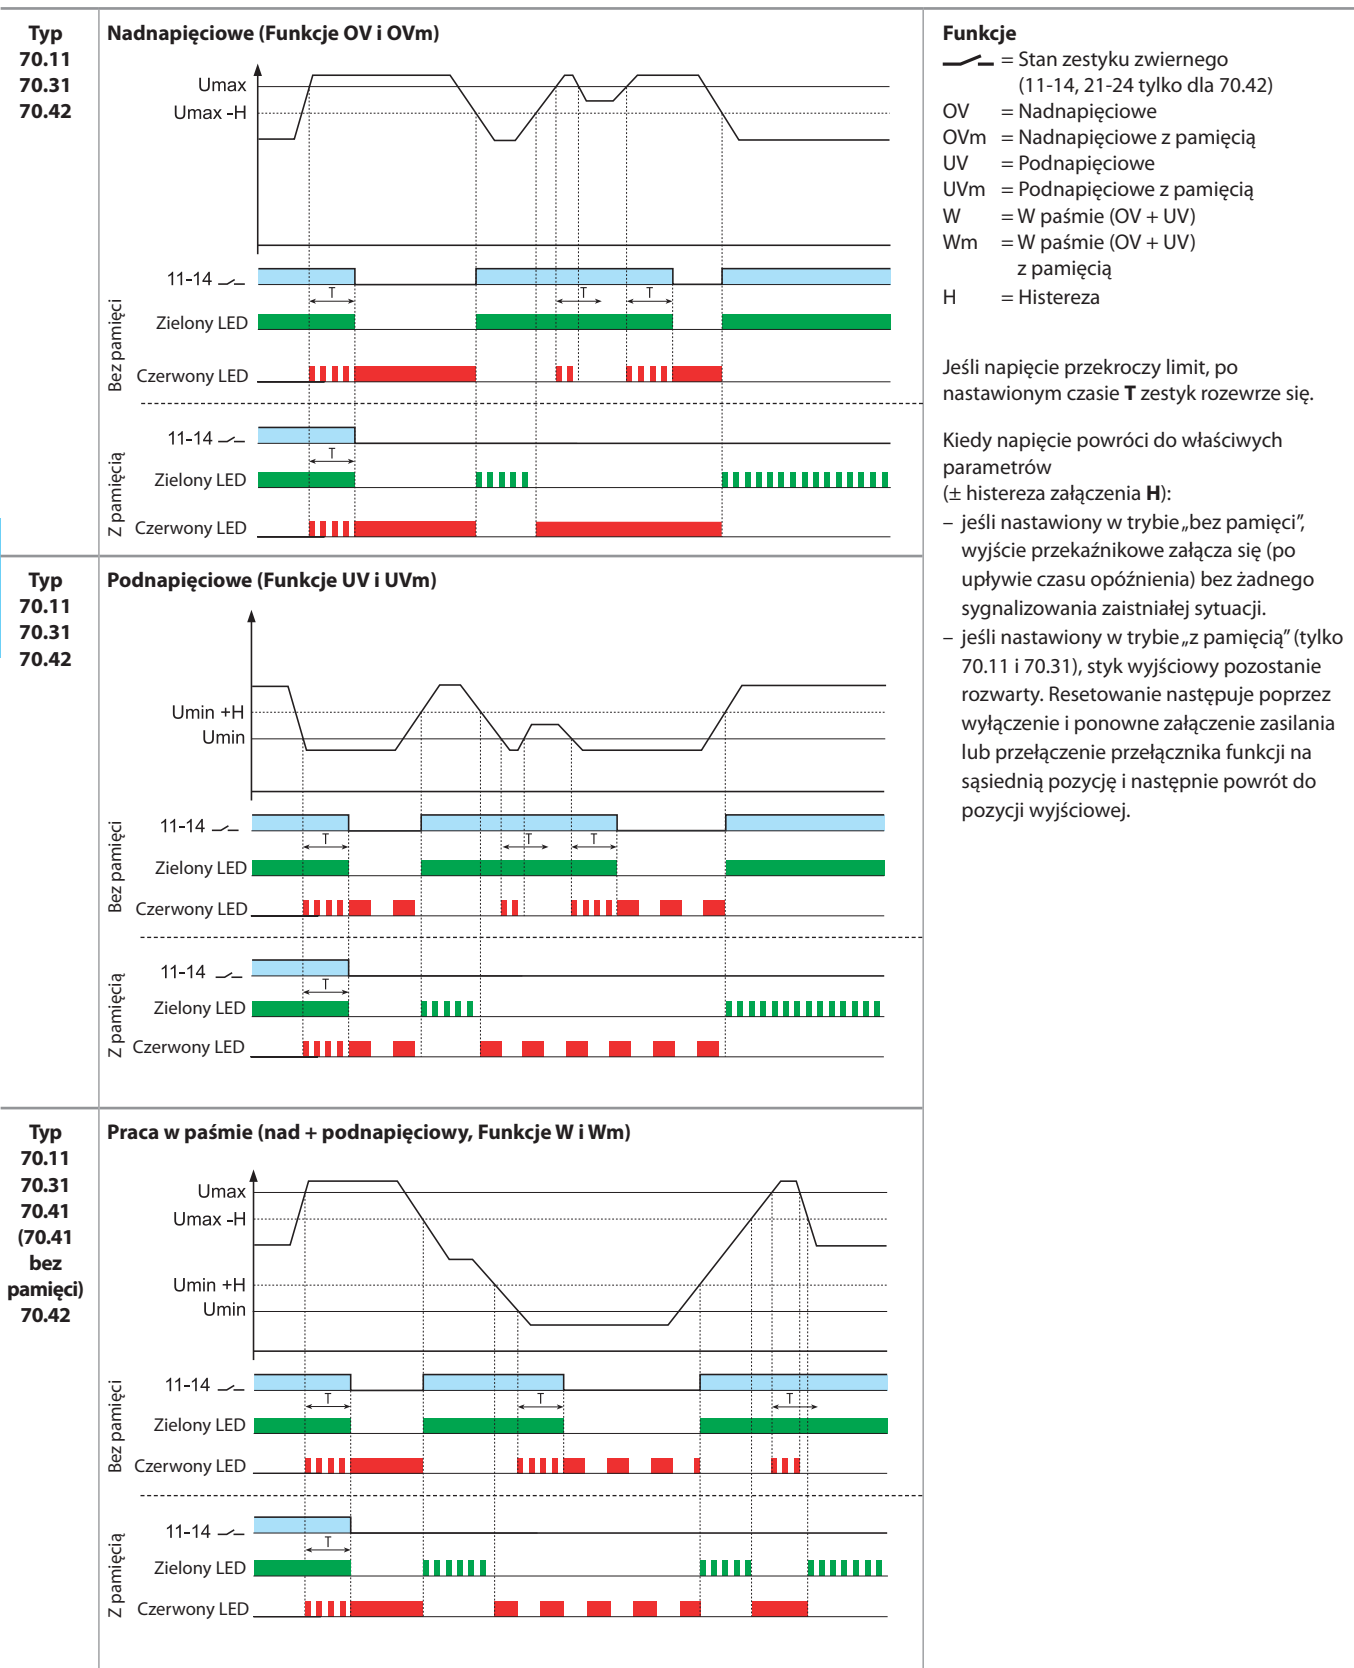 Typ
70.11
70.31
70.42
Nadnapięciowe (Funkcje OV i OVm)
Umax
Umax -H
Bez pamięci
11-14
T
T
T
Zielony LED
Czerwony LED
Z pamięcią
11-14
T
Zielony LED
Czerwony LED
Typ
70.11
70.31
70.42
Podnapięciowe (Funkcje UV i UVm)
Umin +H
Umin
Bez pamięci
11-14
T
T
T
Zielony LED
Czerwony LED
Z pamięcią
11-14
T
Zielony LED
Czerwony LED
Typ
70.11
70.31
70.41
(70.41
bez
pamięci)
70.42
Praca w paśmie (nad + podnapięciowy, Funkcje W i Wm)
Umax
Umax -H
Umin +H
Umin
Bez pamięci
11-14
T
T
T
Zielony LED
Czerwony LED
Z pamięcią
11-14
T
Zielony LED
Czerwony LED
Funkcje
= Stan zestyku zwiernego
(11-14, 21-24 tylko dla 70.42)
OV = Nadnapięciowe
OVm = Nadnapięciowe z pamięcią
UV = Podnapięciowe
UVm = Podnapięciowe z pamięcią
W = W paśmie (OV + UV)
Wm = W paśmie (OV + UV)
z pamięcią
H = Histereza
Jeśli napięcie przekroczy limit, po
nastawionym czasie T zestyk rozewrze się.
Kiedy napięcie powróci do właściwych
parametrów
(± histereza załączenia H):
– jeśli nastawiony w trybie „bez pamięci”,
wyjście przekaźnikowe załącza się (po
upływie czasu opóźnienia) bez żadnego
sygnalizowania zaistniałej sytuacji.
– jeśli nastawiony w trybie „z pamięcią” (tylko
70.11 i 70.31), styk wyjściowy pozostanie
rozwarty. Resetowanie następuje poprzez
wyłączenie i ponowne załączenie zasilania
lub przełączenie przełącznika funkcji na
sąsiednią pozycję i następnie powrót do
pozycji wyjściowej.